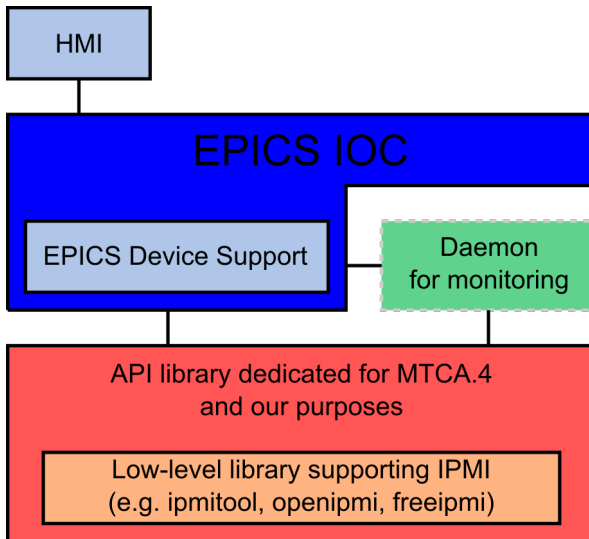 HMI
EPICS IOC
EPICS Device Support
Daemon
for monitoring
API library dedicated for MTCA.4
and our purposes
Low-level library supporting IPMI
(e.g. ipmitool, openipmi, freeipmi)